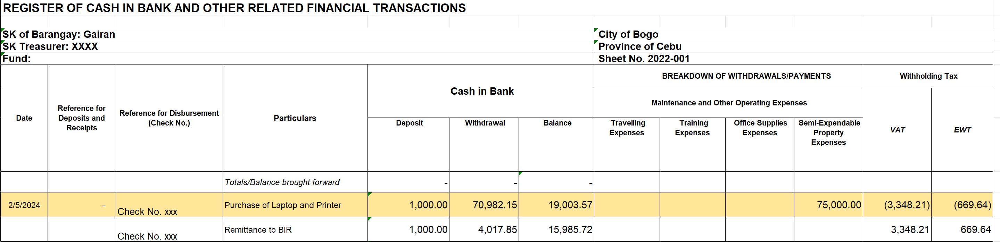 REGISTER OF CASH IN BANK AND OTHER RELATED FINANCIAL TRANSACTIONS
SK of Barangay: Gairan
City of Bogo
SK Treasurer: XXXX
Province of Cebu
Fund:
Sheet No. 2022-001
Date
Reference for
Deposits and
Receipts
Reference for Disbursement
(Check No.)
Particulars
Cash in Bank
Deposit
Withdrawal
Balance
BREAKDOWN OF WITHDRAWALS/PAYMENTS
Maintenance and Other Operating Expenses
Travelling
Expenses
Training
Expenses
Office Supplies
Expenses
Semi-Expendable
Property
Expenses
Withholding Tax
VAT
EWT
Totals/Balance brought forward - - -
2/5/2024 - Check No. xxx Purchase of Laptop and Printer 1,000.00 70,982.15 19,003.57 75,000.00 (3,348.21) (669.64)
Check No. xxx Remittance to BIR 1,000.00 4,017.85 15,985.72 3,348.21 669.64